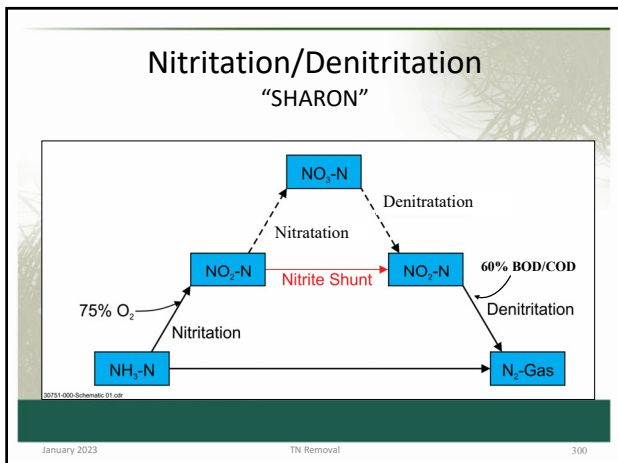 Nitritation/Denitritation
“SHARON”
NO₃-N
Denitratation
Nitratation
NO₂-N
Nitrite Shunt
NO₂-N
60% BOD/COD
75% O₂
Nitritation
Denitritation
NH₃-N
N₂-Gas
30751-000-Schematic 01.cdr
January 2023
TN Removal
300